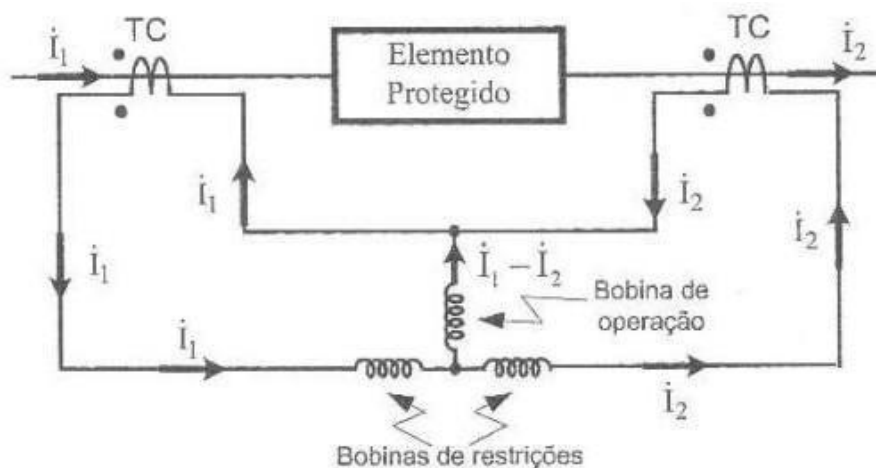 İ₁
TC
Elemento
Protegido
TC
İ₂
İ₁
İ₂
İ₂
İ₁
İ₁ − İ₂
Bobina de
operação
İ₁
İ₂
Bobinas de restrições